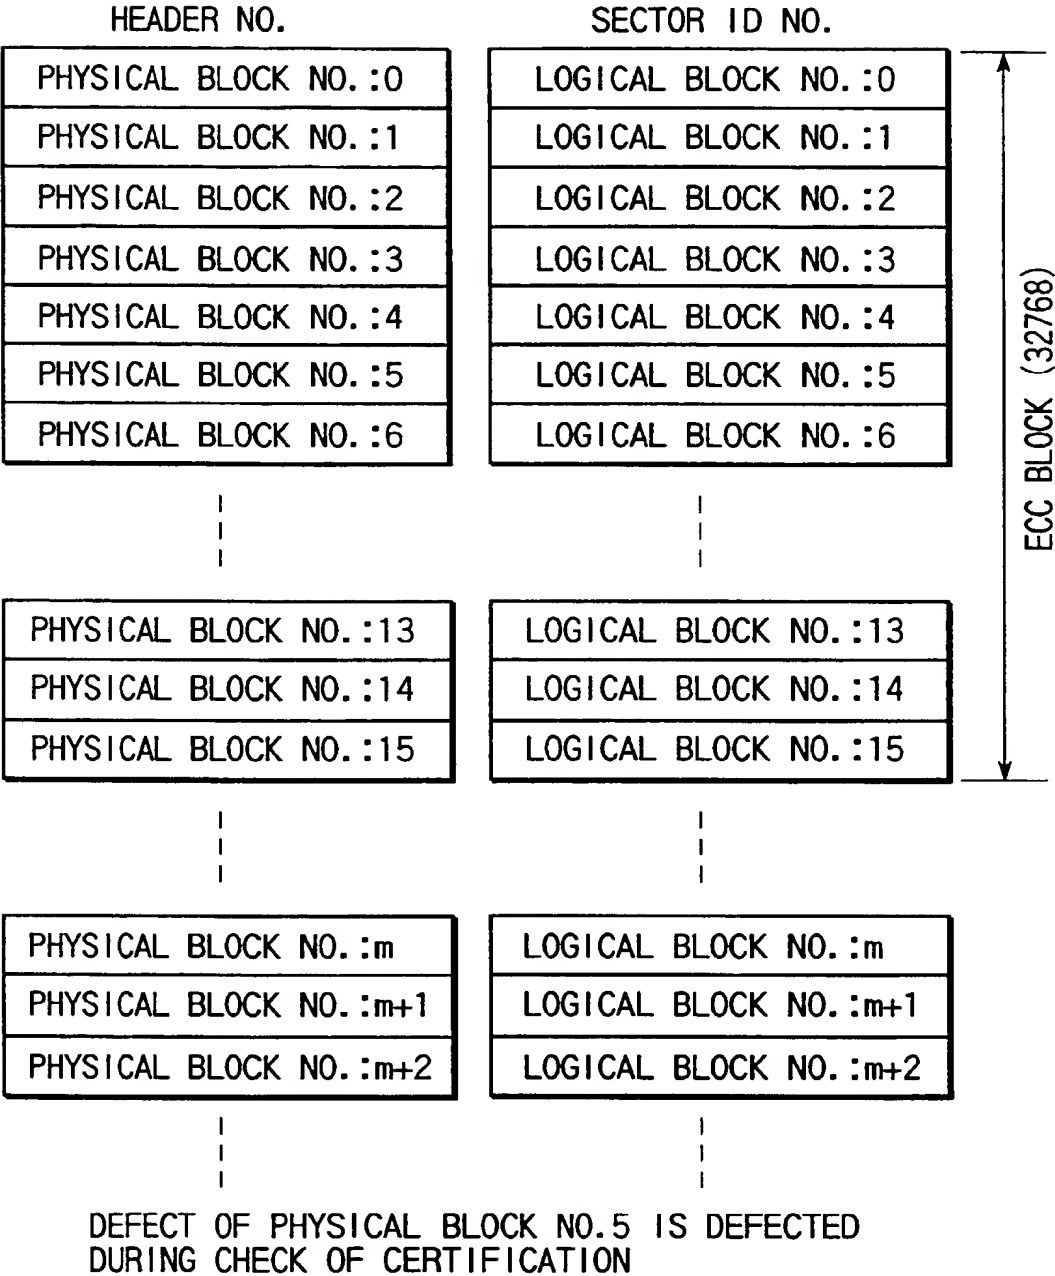 HEADER NO.
SECTOR ID NO.
PHYSICAL BLOCK NO.:0
LOGICAL BLOCK NO.:0
PHYSICAL BLOCK NO.:1
LOGICAL BLOCK NO.:1
PHYSICAL BLOCK NO.:2
LOGICAL BLOCK NO.:2
PHYSICAL BLOCK NO.:3
LOGICAL BLOCK NO.:3
PHYSICAL BLOCK NO.:4
LOGICAL BLOCK NO.:4
PHYSICAL BLOCK NO.:5
LOGICAL BLOCK NO.:5
PHYSICAL BLOCK NO.:6
LOGICAL BLOCK NO.:6
ECC BLOCK (32768)
PHYSICAL BLOCK NO.:13
LOGICAL BLOCK NO.:13
PHYSICAL BLOCK NO.:14
LOGICAL BLOCK NO.:14
PHYSICAL BLOCK NO.:15
LOGICAL BLOCK NO.:15
PHYSICAL BLOCK NO.:m
LOGICAL BLOCK NO.:m
PHYSICAL BLOCK NO.:m+1
LOGICAL BLOCK NO.:m+1
PHYSICAL BLOCK NO.:m+2
LOGICAL BLOCK NO.:m+2
DEFECT OF PHYSICAL BLOCK NO.5 IS DEFECTED
DURING CHECK OF CERTIFICATION